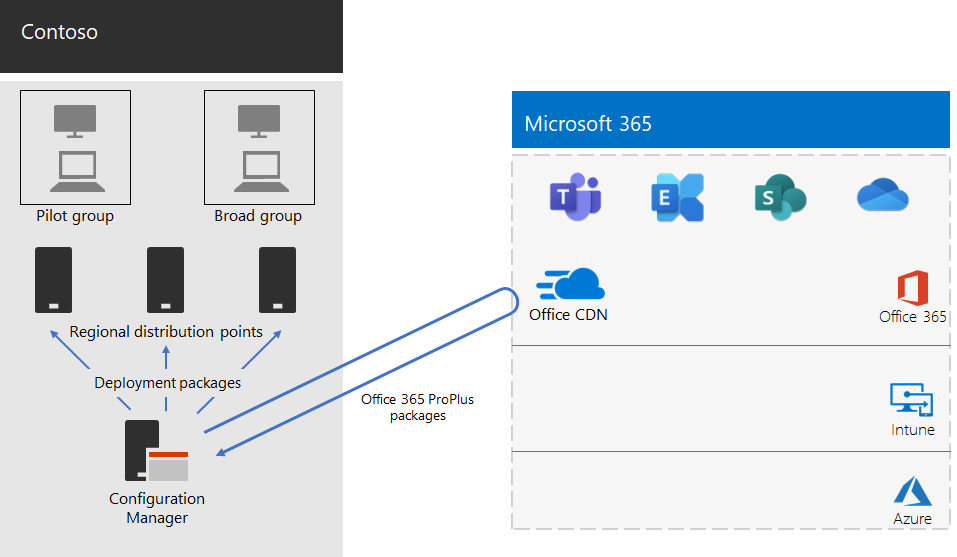 Contoso
Microsoft 365
T
E
S
Pilot group
Broad group
Office CDN
Office 365
Regional distribution points
Deployment packages
Office 365 ProPlus
packages
Intune
Configuration
Manager
Azure